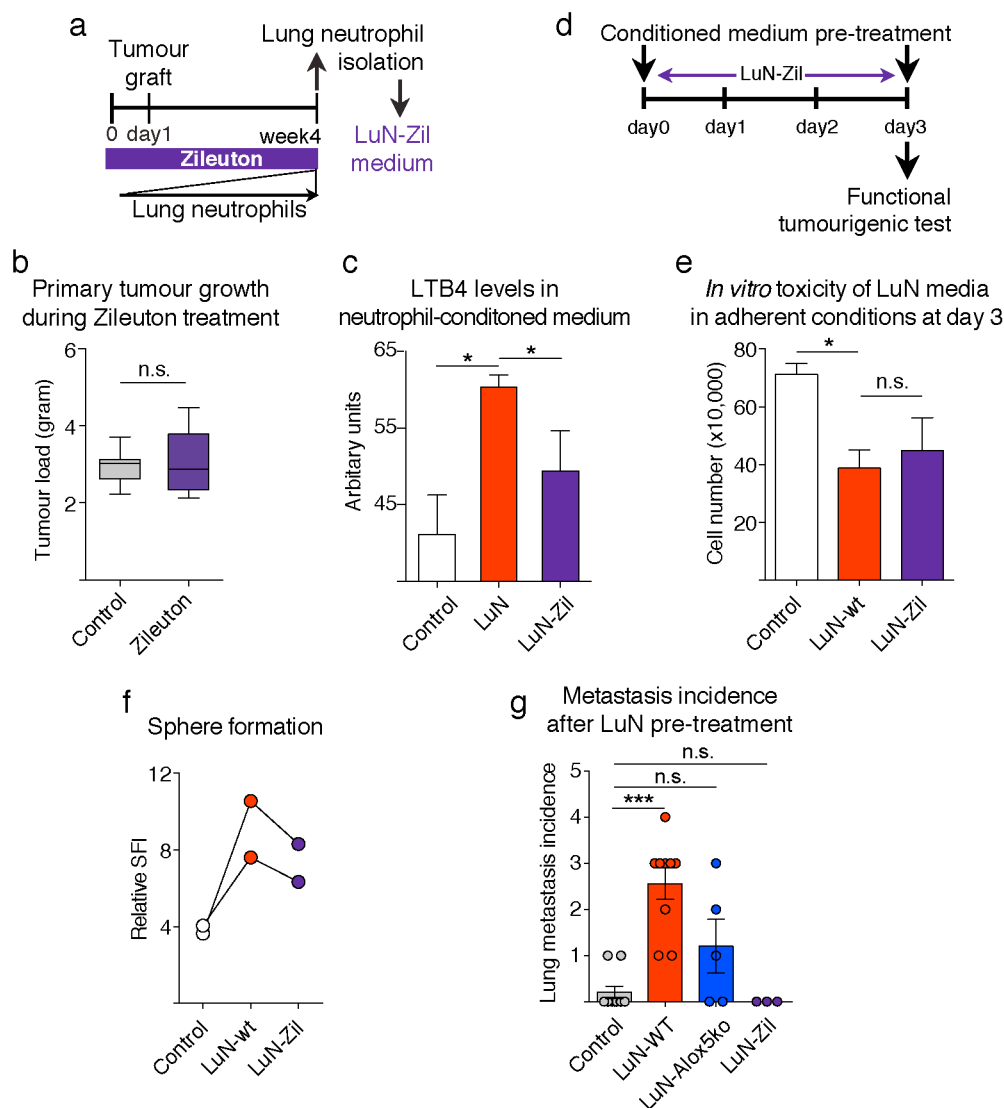 a
Tumour
graft
Lung neutrophil
isolation
0 day1 week4
Zileuton
Lung neutrophils
LuN-Zil
medium
d
Conditioned medium pre-treatment
LuN-Zil
day0 day1 day2 day3
Functional
tumourigenic test
b
Primary tumour growth
during Zileuton treatment
Tumour load (gram)
6
4
2
n.s.
Control
Zileuton
c
LTB4 levels in
neutrophil-conditoned medium
Arbitary units
65
55
45
* *
Control
LuN
LuN-Zil
e
In vitro toxicity of LuN media
in adherent conditions at day 3
Cell number (x10,000)
80
60
40
20
*
n.s.
Control
LuN-wt
LuN-Zil
f
Sphere formation
Relative SFI
12
8
4
Control
LuN-wt
LuN-Zil
g
Metastasis incidence
after LuN pre-treatment
Lung metastasis incidence
5
4
3
2
1
n.s.
n.s.
***
Control
LuN-WT
LuN-Alox5ko
LuN-Zil